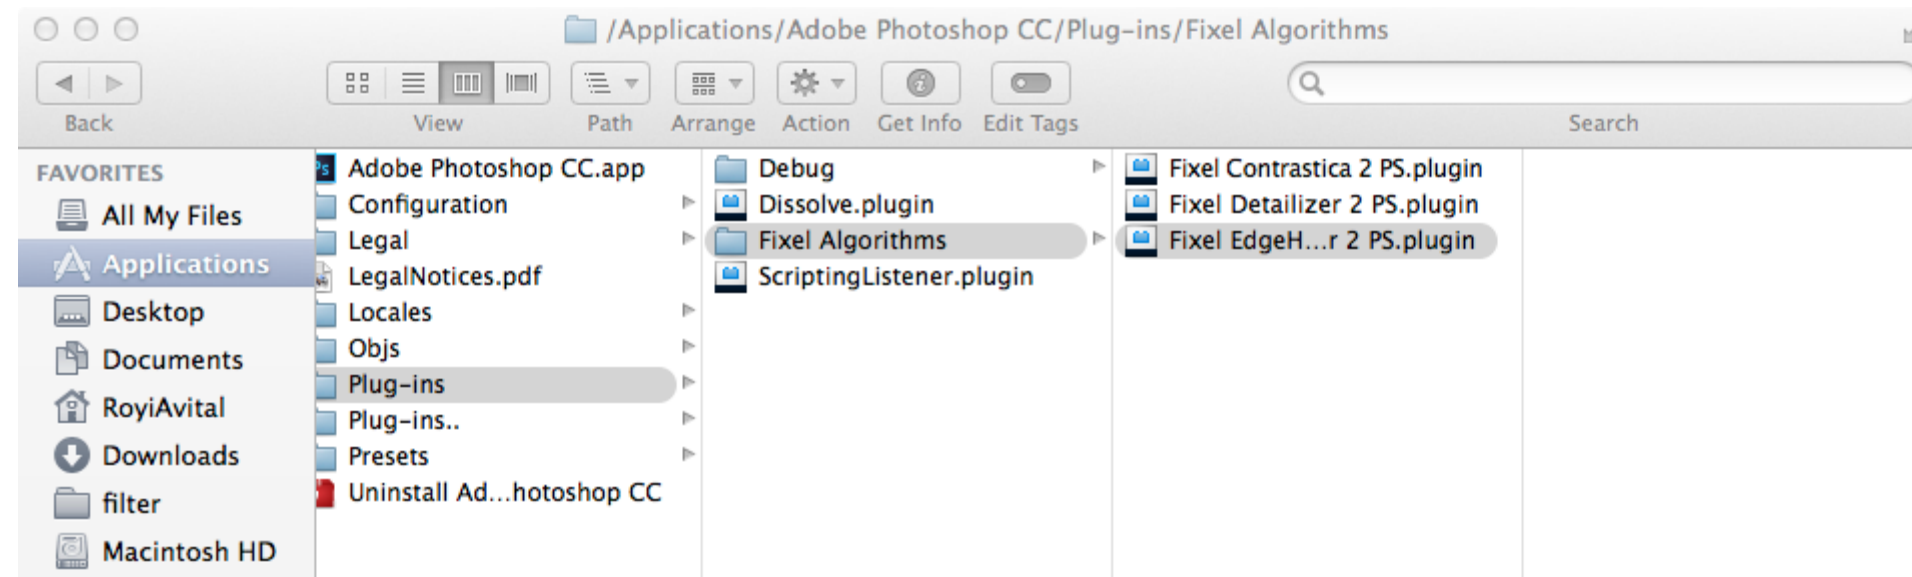 /Applications/Adobe Photoshop CC/Plug-ins/Fixel Algorithms
Back
View
Path
Arrange
Action
Get Info
Edit Tags
Search
FAVORITES
All My Files
Applications
Desktop
Documents
RoyiAvital
Downloads
filter
Macintosh HD
Ps
Adobe Photoshop CC.app
Configuration
Legal
LegalNotices.pdf
Locales
Objs
Plug-ins
Plug-ins..
Presets
Uninstall Ad...hotoshop CC
Debug
Dissolve.plugin
Fixel Algorithms
ScriptingListener.plugin
Fixel Contrastica 2 PS.plugin
Fixel Detailizer 2 PS.plugin
Fixel EdgeH...r 2 PS.plugin